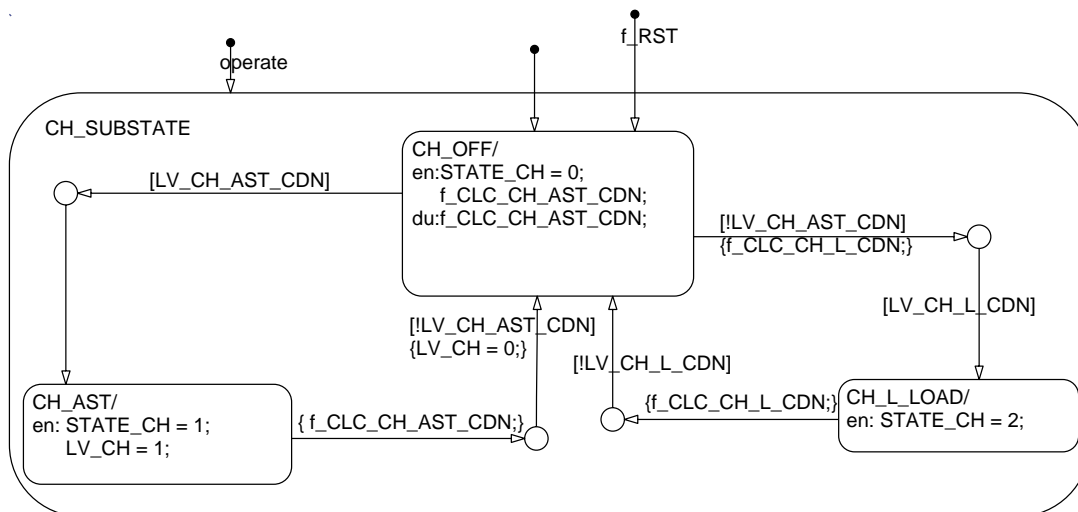 f_RST
operate
CH_SUBSTATE
CH_OFF/
en:STATE_CH = 0;
f_CLC_CH_AST_CDN;
du:f_CLC_CH_AST_CDN;
[LV_CH_AST_CDN]
[!LV_CH_AST_CDN]
{f_CLC_CH_L_CDN;}
[LV_CH_L_CDN]
[!LV_CH_AST_CDN]
{LV_CH = 0;}
[!LV_CH_L_CDN]
CH_AST/
en: STATE_CH = 1;
LV_CH = 1;
{ f_CLC_CH_AST_CDN;}
{f_CLC_CH_L_CDN;}
CH_L_LOAD/
en: STATE_CH = 2;